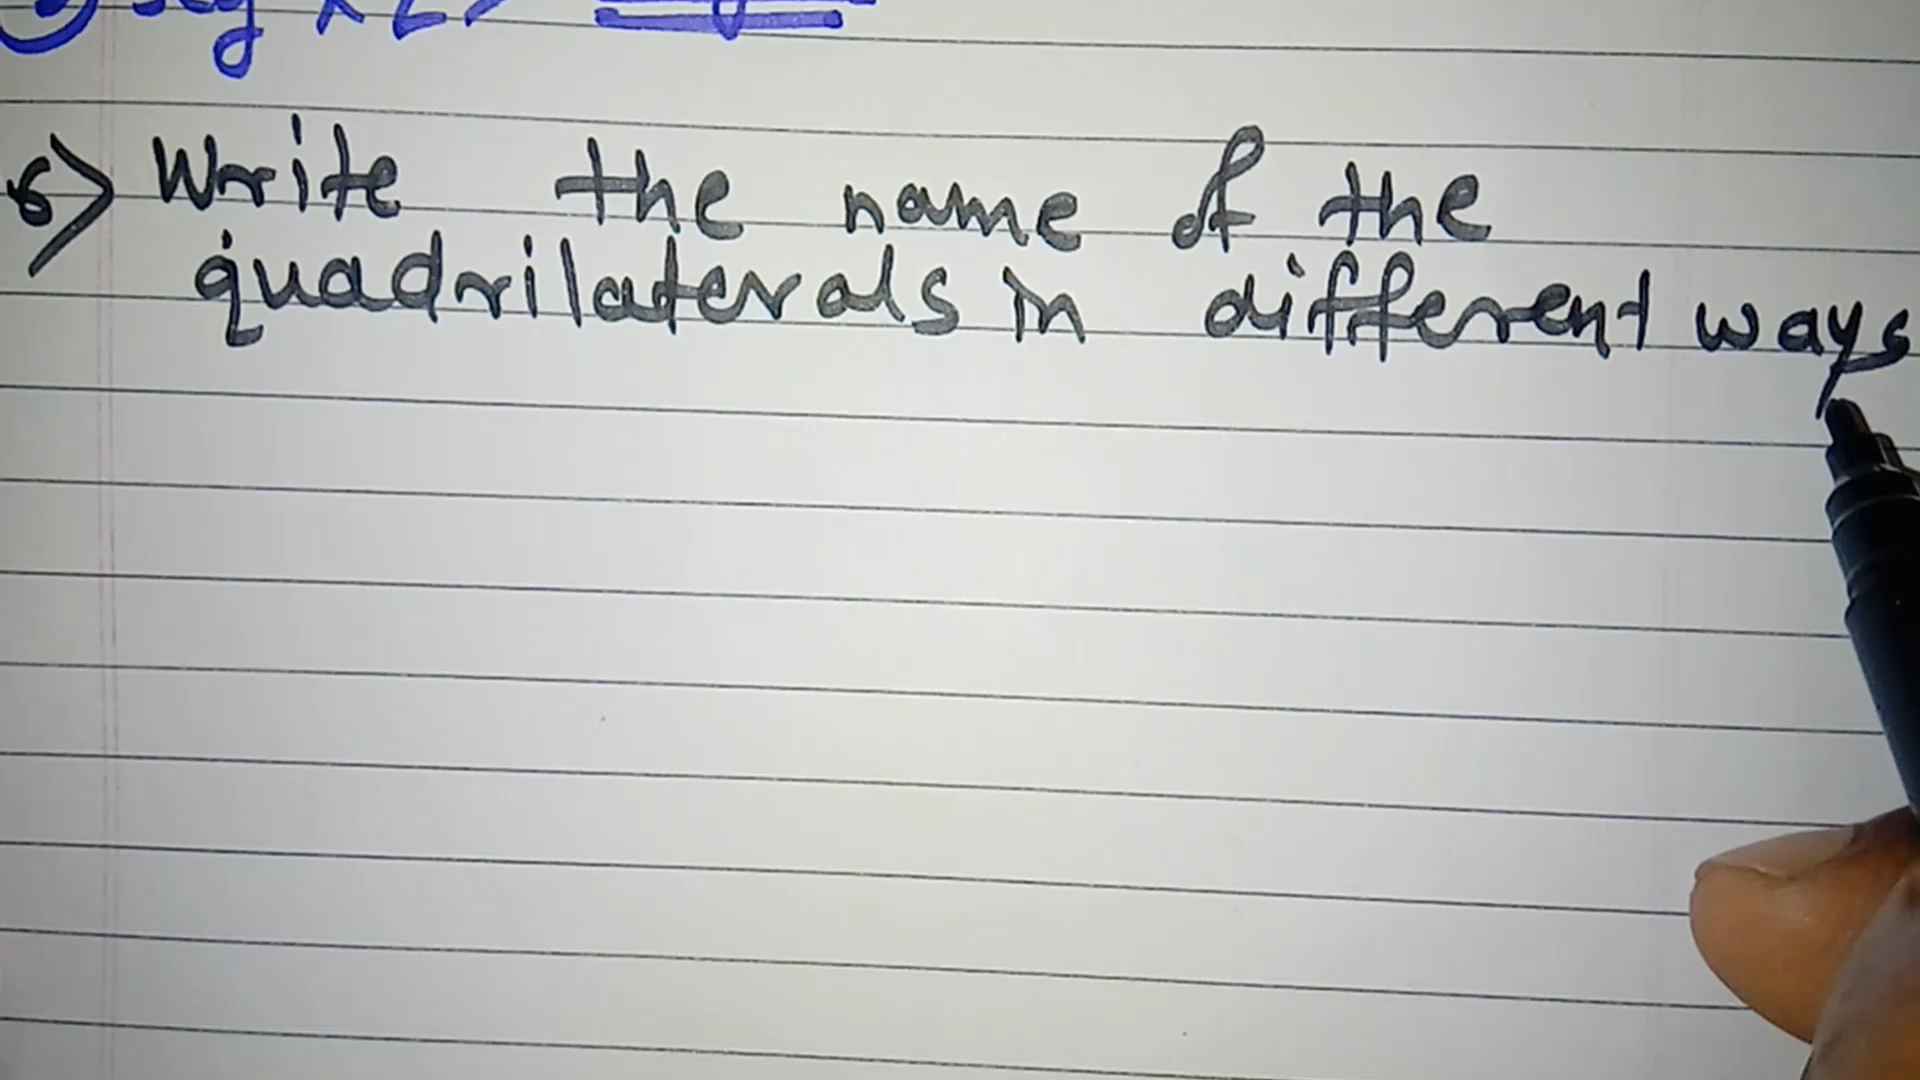 6) Write the name of the
quadrilaterals in different ways